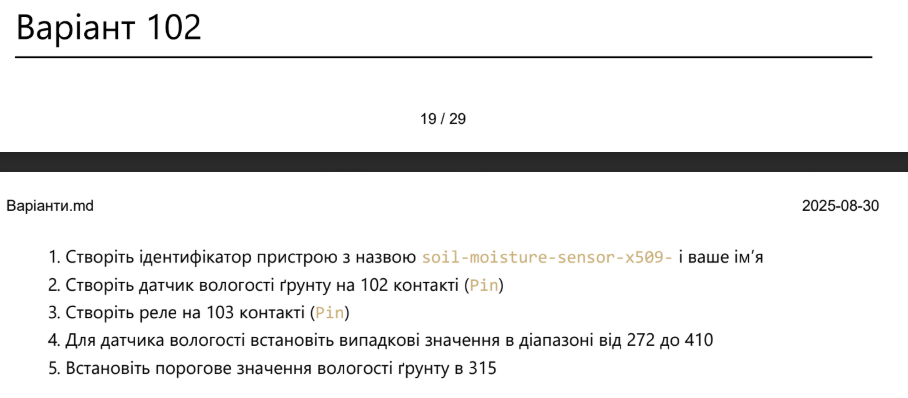 Варіант 102
19 / 29
Варіанти.md
2025-08-30
1. Створіть ідентифікатор пристрою з назвою soil-moisture-sensor-x509- і ваше ім’я
2. Створіть датчик вологості ґрунту на 102 контакті (Pin)
3. Створіть реле на 103 контакті (Pin)
4. Для датчика вологості встановіть випадкові значення в діапазоні від 272 до 410
5. Встановіть порогове значення вологості ґрунту в 315